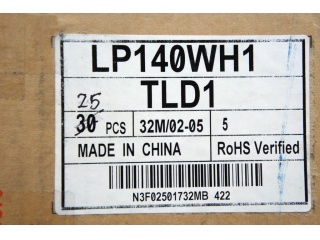 LP140WH1
TLD1
25
30 PCS 32M/02-05 5
MADE IN CHINA RoHS Verified
N3F02501732MB 422